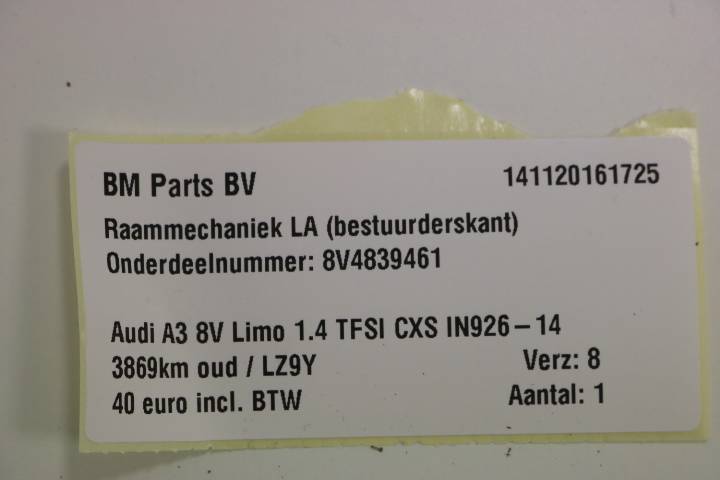 BM Parts BV 141120161725
Raammechaniek LA (bestuurderskant)
Onderdeelnummer: 8V4839461
Audi A3 8V Limo 1.4 TFSI CXS IN926-14
3869km oud / LZ9Y Verz: 8
40 euro incl. BTW Aantal: 1